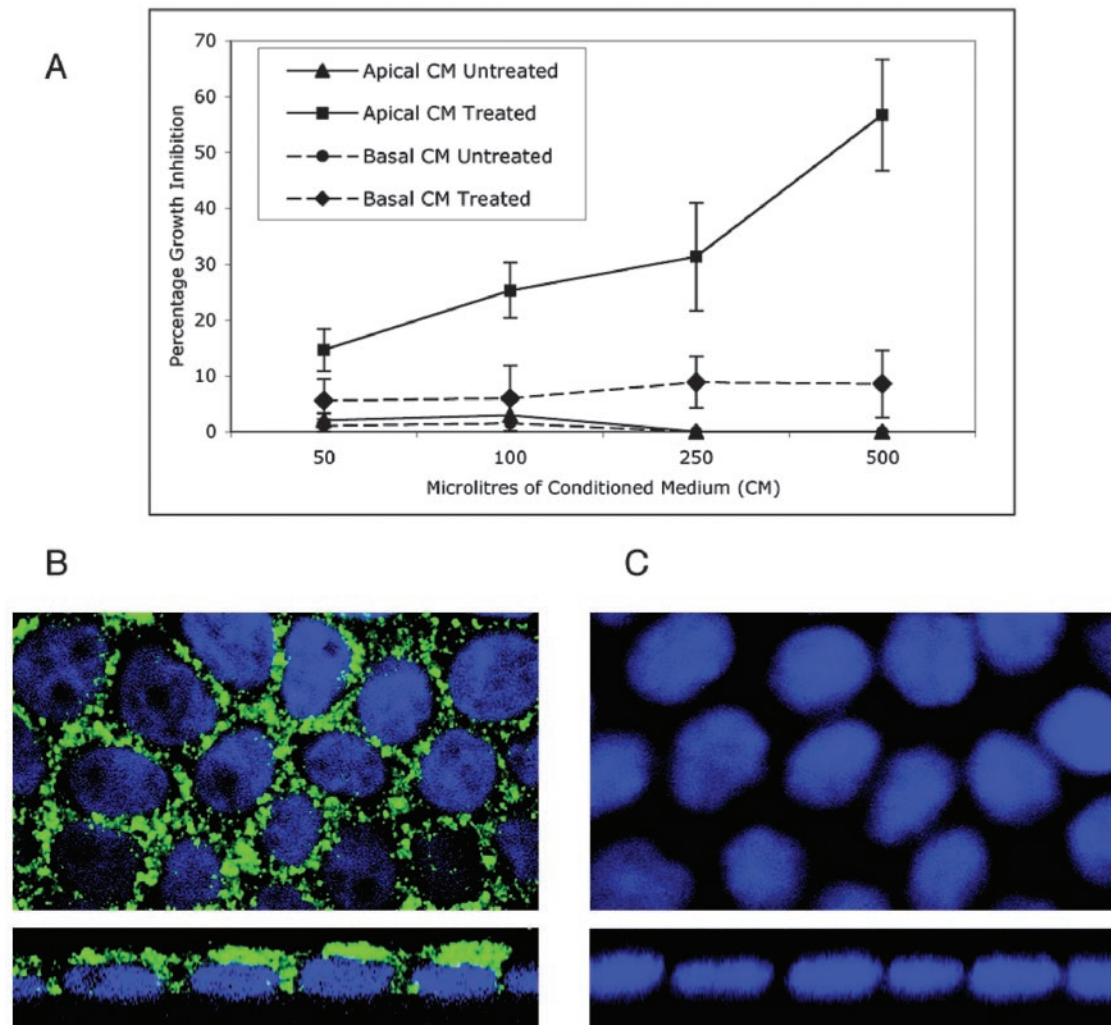 A
70
60
50
40
30
20
10
0
Percentage Growth Inhibition
Apical CM Untreated
Apical CM Treated
Basal CM Untreated
Basal CM Treated
50 100 250 500
Microlitres of Conditioned Medium (CM)
B C